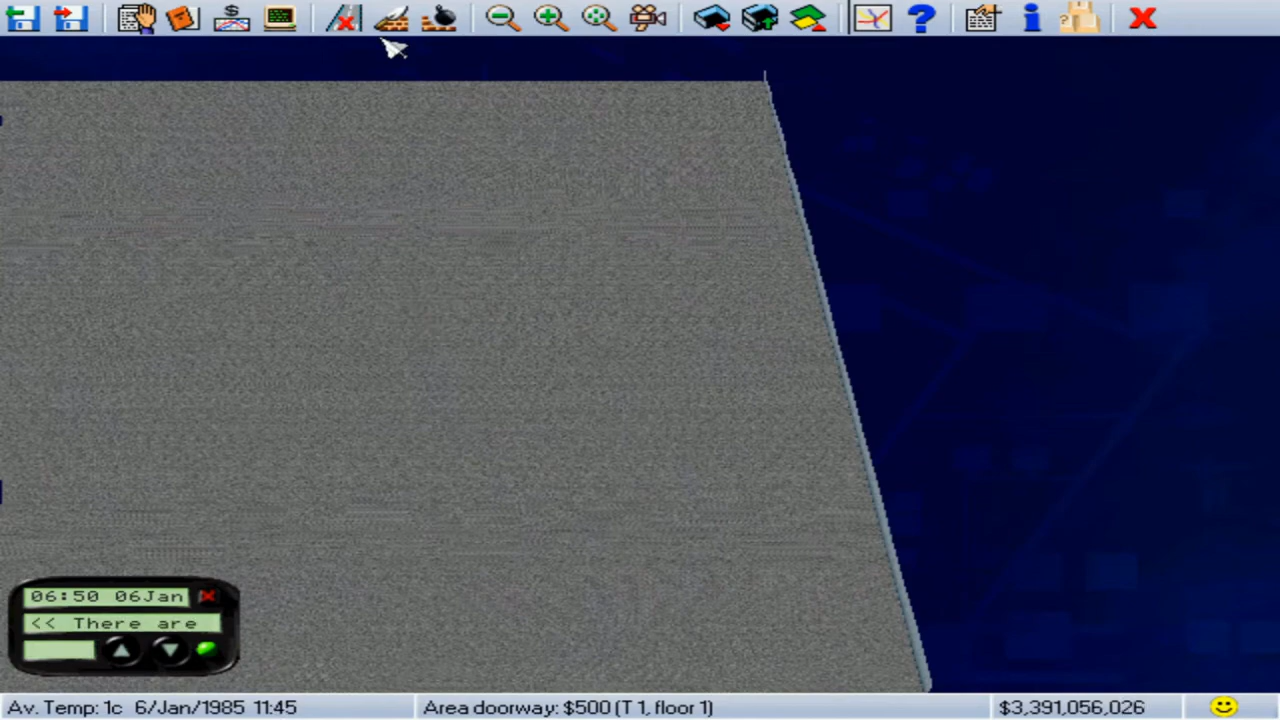 06:50 06Jan
<< There are
Av. Temp: 1c 6/Jan/1985 11:45
Area doorway: $500 (T 1, floor 1)
$3,391,056,026